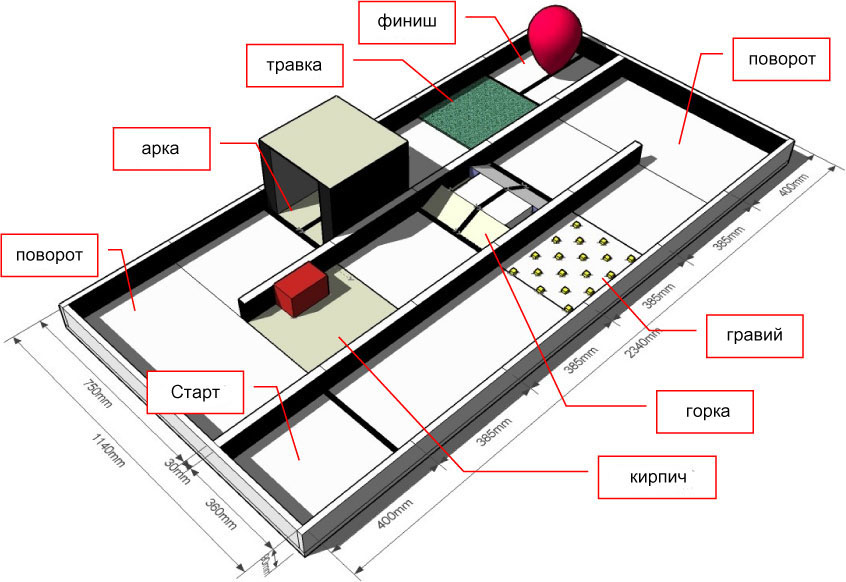 финиш
травка
поворот
арка
поворот
400mm
385mm
385mm
2340mm
гравий
385mm
Старт
горка
750mm
385mm
1140mm
30mm
кирпич
360mm
400mm